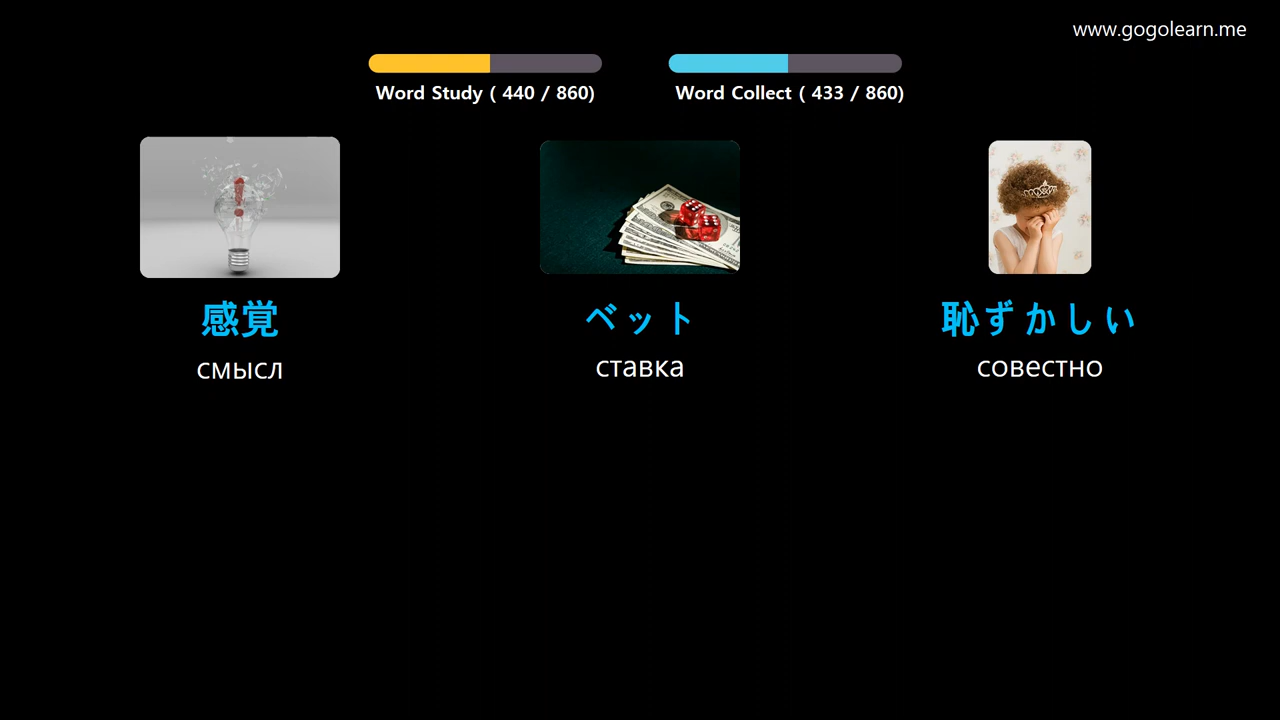 www.gogolearn.me
Word Study ( 440 / 860)
Word Collect ( 433 / 860)
感覚
ベット
恥ずかしい
смысл
ставка
совестно